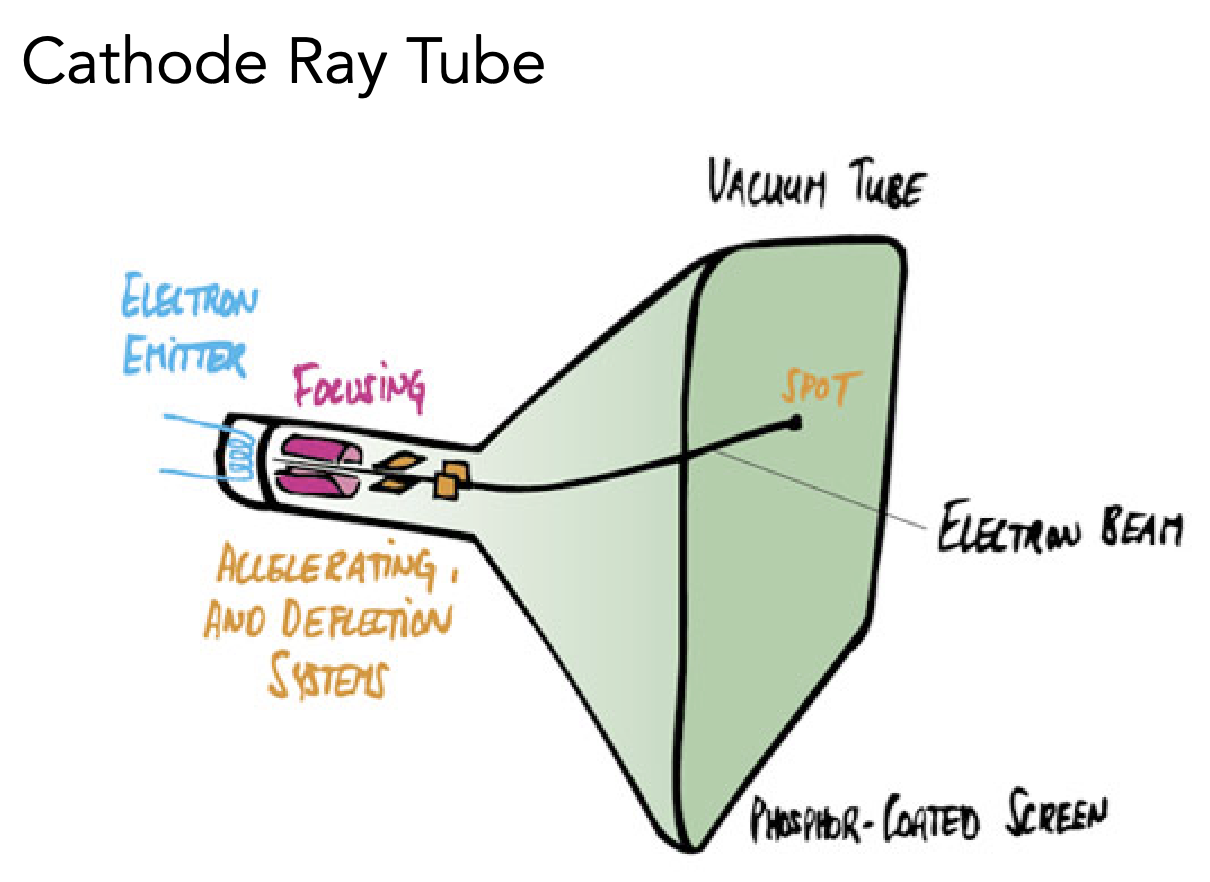 Cathode Ray Tube
VACUUM TUBE
ELECTRON
EMITTER
FOCUSING
SPOT
ELECTRON BEAM
ACCELERATING,
AND DEFLECTION
SYSTEMS
PHOSPHOR-COATED SCREEN